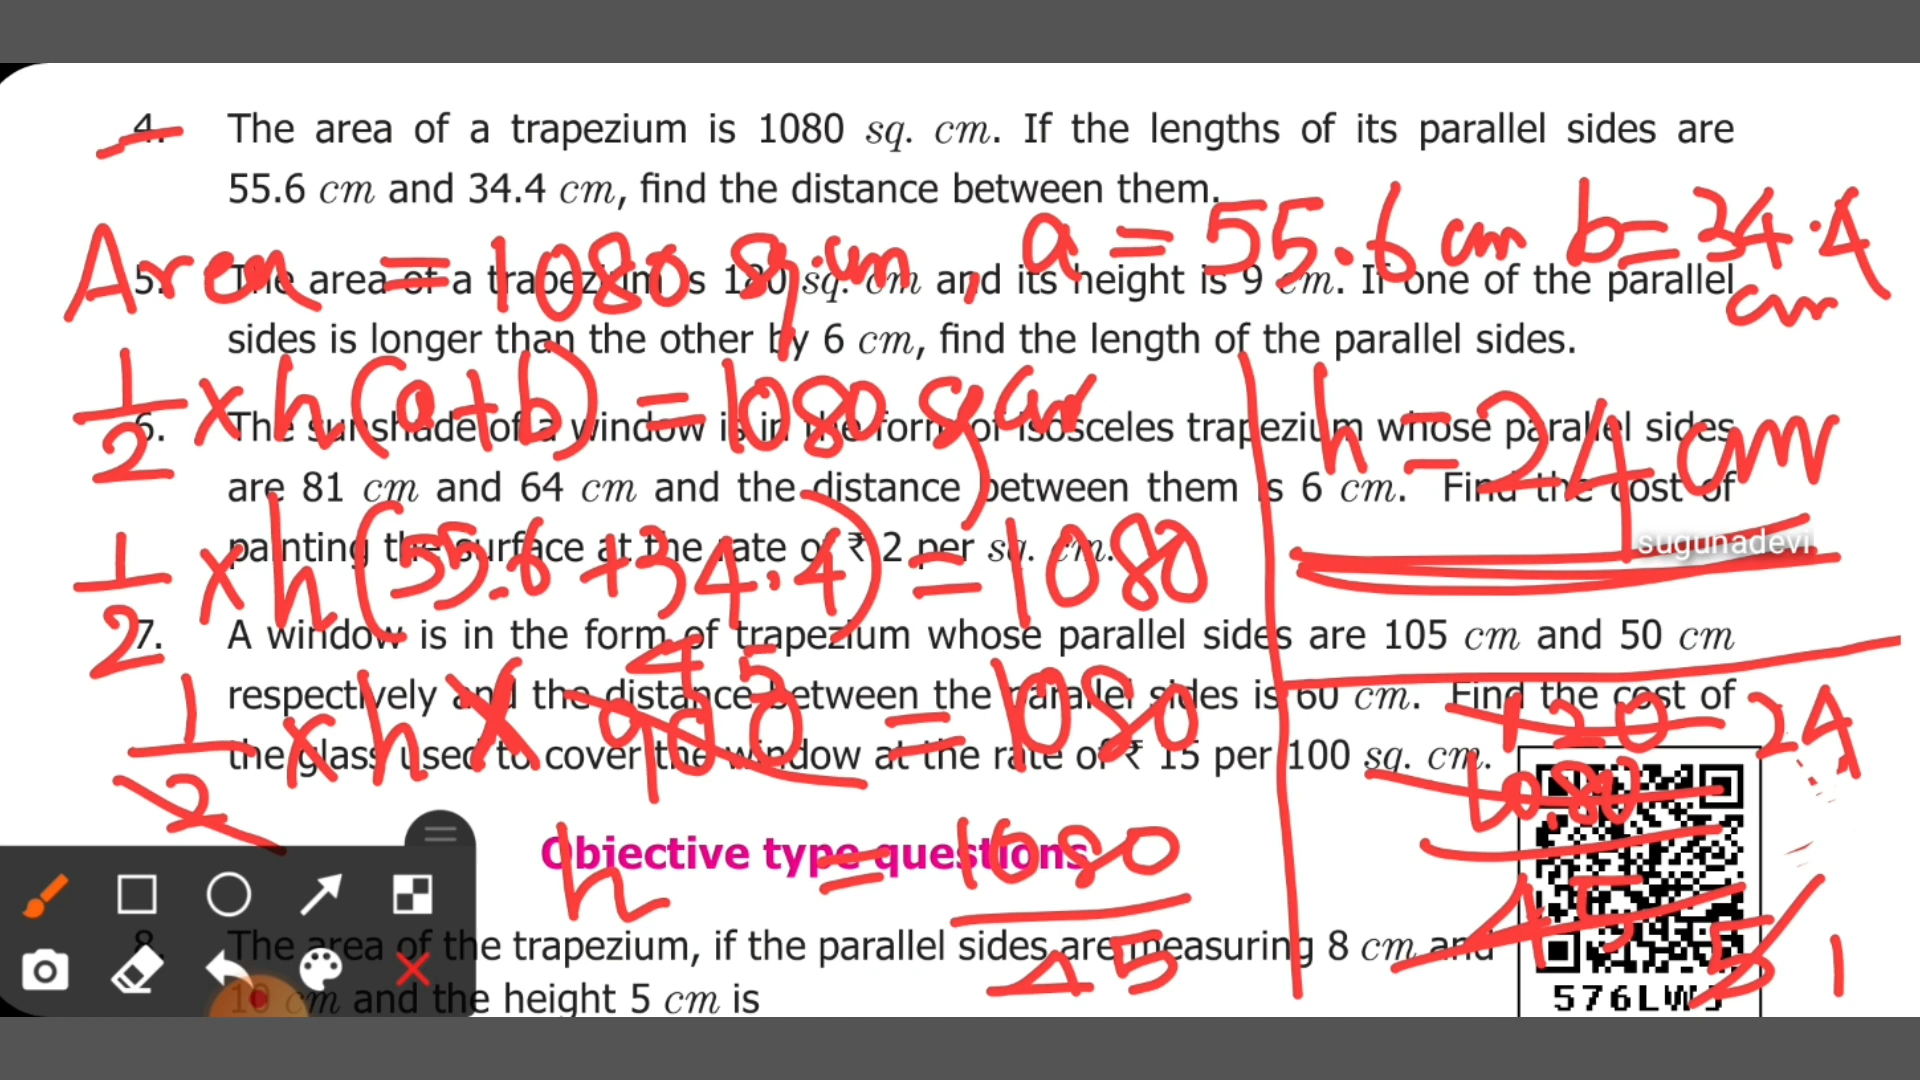 4. The area of a trapezium is 1080 sq. cm. If the lengths of its parallel sides are
55.6 cm and 34.4 cm, find the distance between them.
Area = 1080 sq.cm, a = 55.6 cm b = 34.4 cm
5. The area of a trapezium is 180 sq. cm and its height is 9 cm. If one of the parallel
sides is longer than the other by 6 cm, find the length of the parallel sides.
1/2 × h (a+b) = 1080 sq cm
h = 24 cm
6. The sunshade of a window is in the form of isosceles trapezium whose parallel sides
are 81 cm and 64 cm and the distance between them is 6 cm. Find the cost of
painting the surface at the rate of ₹ 2 per sq. cm.
sugunadevi
1/2 × h (55.6 + 34.4) = 1080
7. A window is in the form of trapezium whose parallel sides are 105 cm and 50 cm
respectively and the distance between the parallel sides is 60 cm. Find the cost of
the glass used to cover the window at the rate of ₹ 15 per 100 sq. cm.
45
1/2 × h × 90 = 1080
120 24
1080
Objective type questions
h = 1080/45
45 5 1
8. The area of the trapezium, if the parallel sides are measuring 8 cm and
10 cm and the height 5 cm is
576LWJ